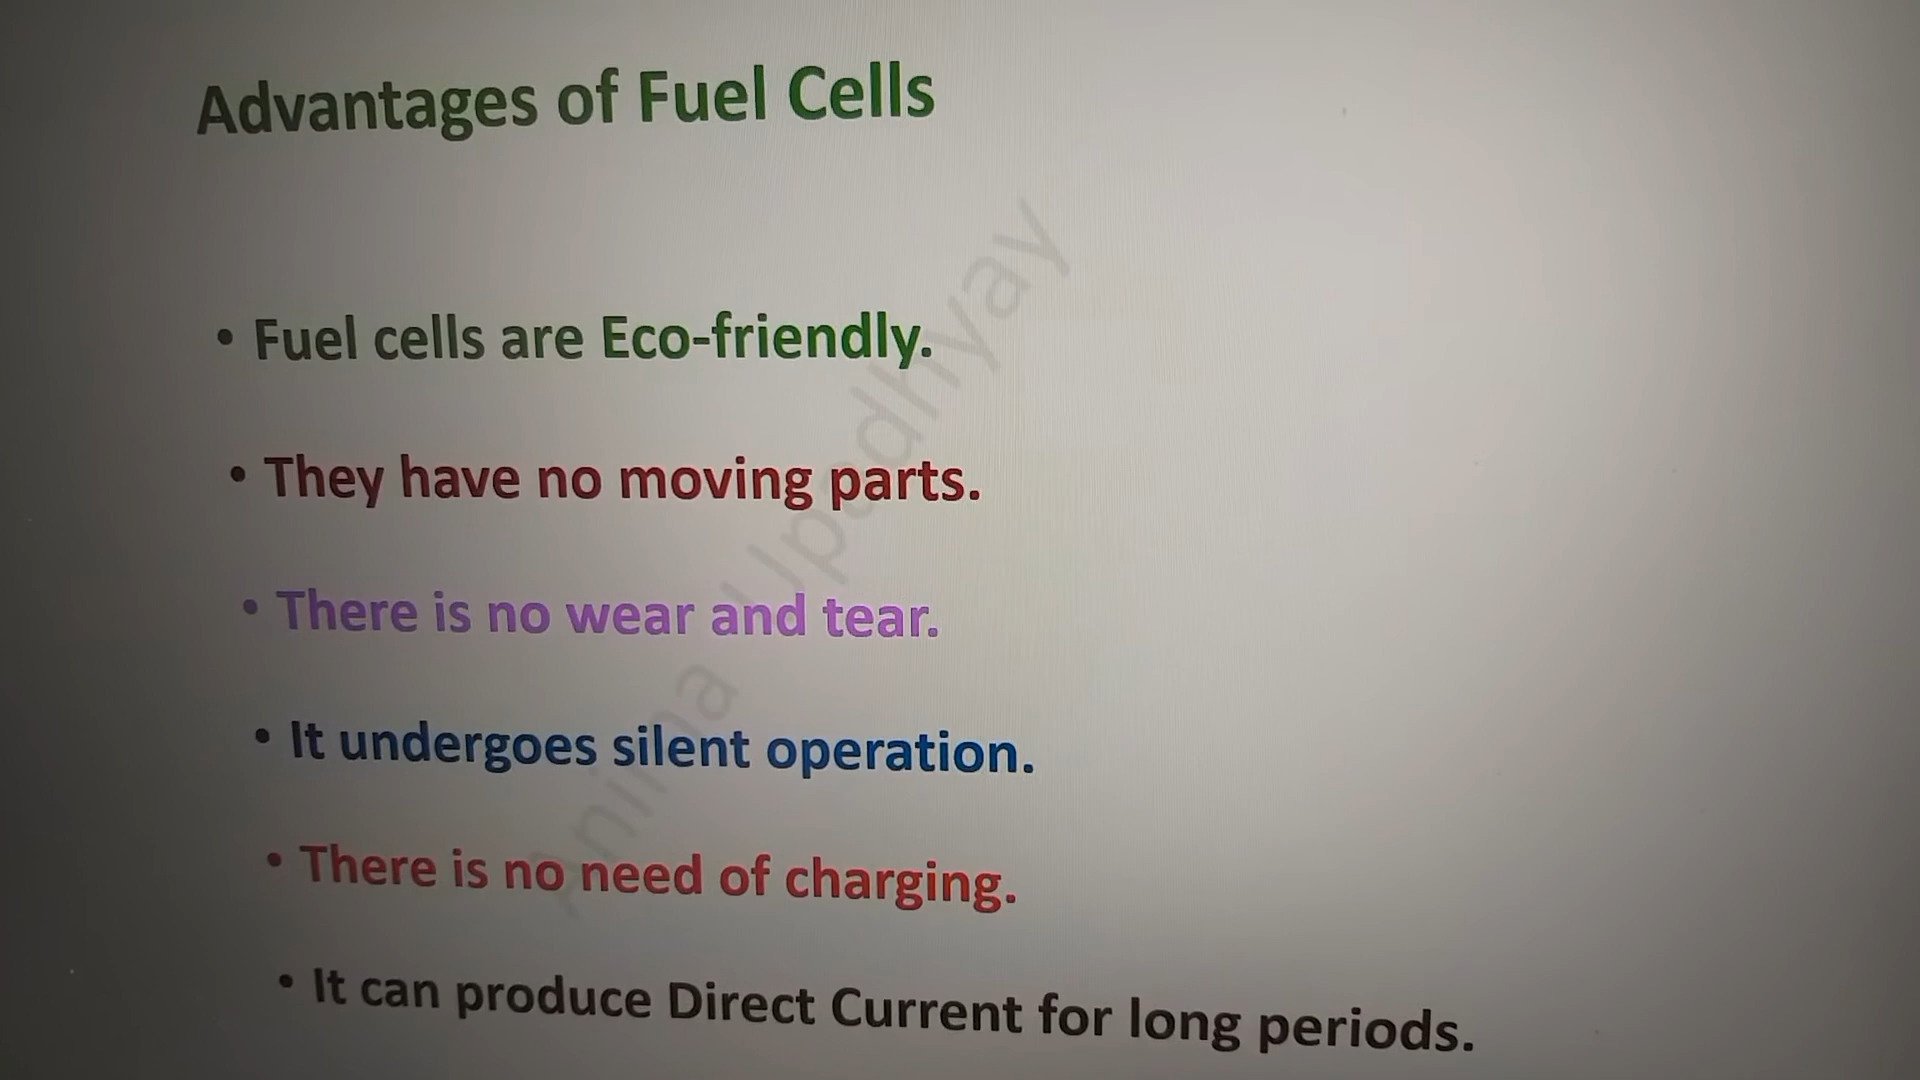 Advantages of Fuel Cells
• Fuel cells are Eco-friendly.
• They have no moving parts.
• There is no wear and tear.
• It undergoes silent operation.
• There is no need of charging.
• It can produce Direct Current for long periods.
Upadhyay